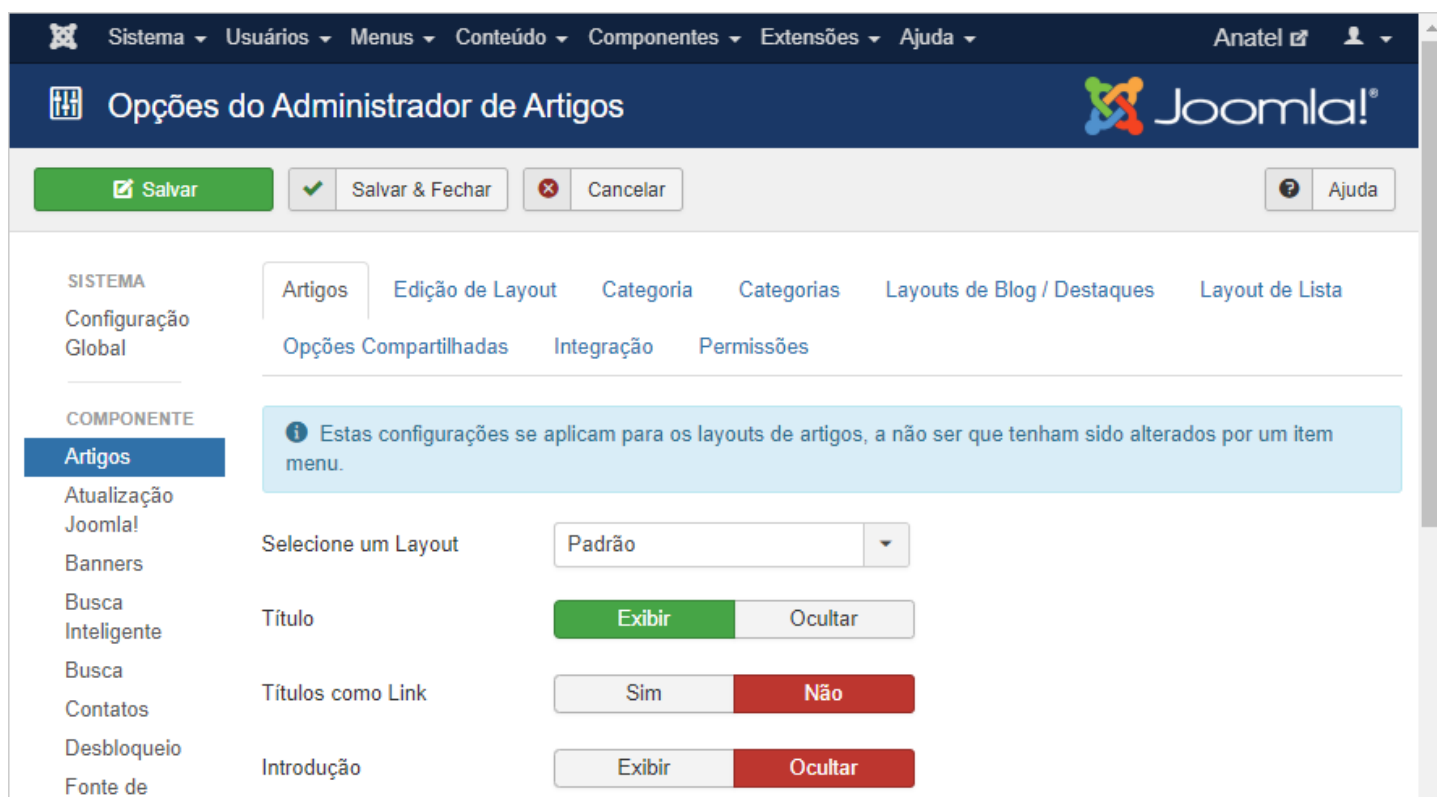 Sistema Usuários Menus Conteúdo Componentes Extensões Ajuda Anatel
Opções do Administrador de Artigos
Joomla!®
Salvar Salvar & Fechar Cancelar Ajuda
SISTEMA
Configuração
Global
COMPONENTE
Artigos
Atualização
Joomla!
Banners
Busca
Inteligente
Busca
Contatos
Desbloqueio
Fonte de
Artigos Edição de Layout Categoria Categorias Layouts de Blog / Destaques Layout de Lista
Opções Compartilhadas Integração Permissões
Estas configurações se aplicam para os layouts de artigos, a não ser que tenham sido alterados por um item
menu.
Selecione um Layout Padrão
Título Exibir Ocultar
Títulos como Link Sim Não
Introdução Exibir Ocultar